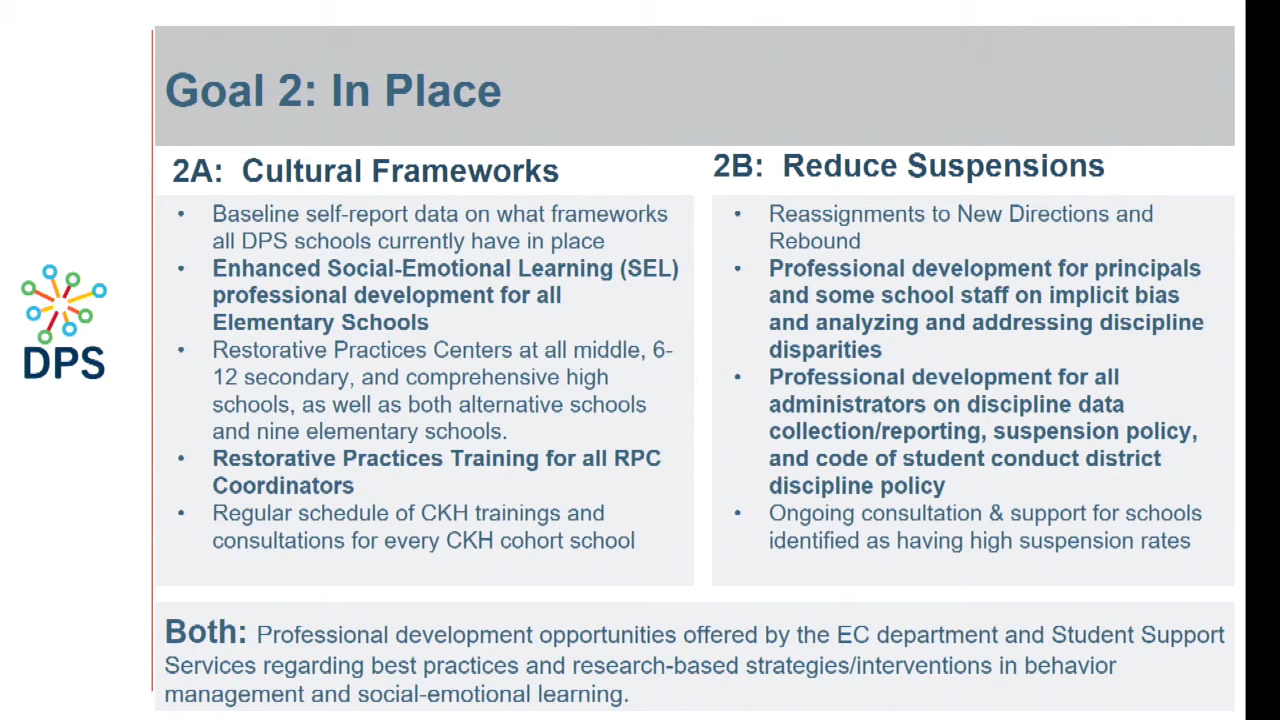 Goal 2: In Place
2A: Cultural Frameworks
• Baseline self-report data on what frameworks
all DPS schools currently have in place
• Enhanced Social-Emotional Learning (SEL)
professional development for all
Elementary Schools
• Restorative Practices Centers at all middle, 6-
12 secondary, and comprehensive high
schools, as well as both alternative schools
and nine elementary schools.
• Restorative Practices Training for all RPC
Coordinators
• Regular schedule of CKH trainings and
consultations for every CKH cohort school
2B: Reduce Suspensions
• Reassignments to New Directions and
Rebound
• Professional development for principals
and some school staff on implicit bias
and analyzing and addressing discipline
disparities
• Professional development for all
administrators on discipline data
collection/reporting, suspension policy,
and code of student conduct district
discipline policy
• Ongoing consultation & support for schools
identified as having high suspension rates
Both: Professional development opportunities offered by the EC department and Student Support
Services regarding best practices and research-based strategies/interventions in behavior
management and social-emotional learning.
DPS